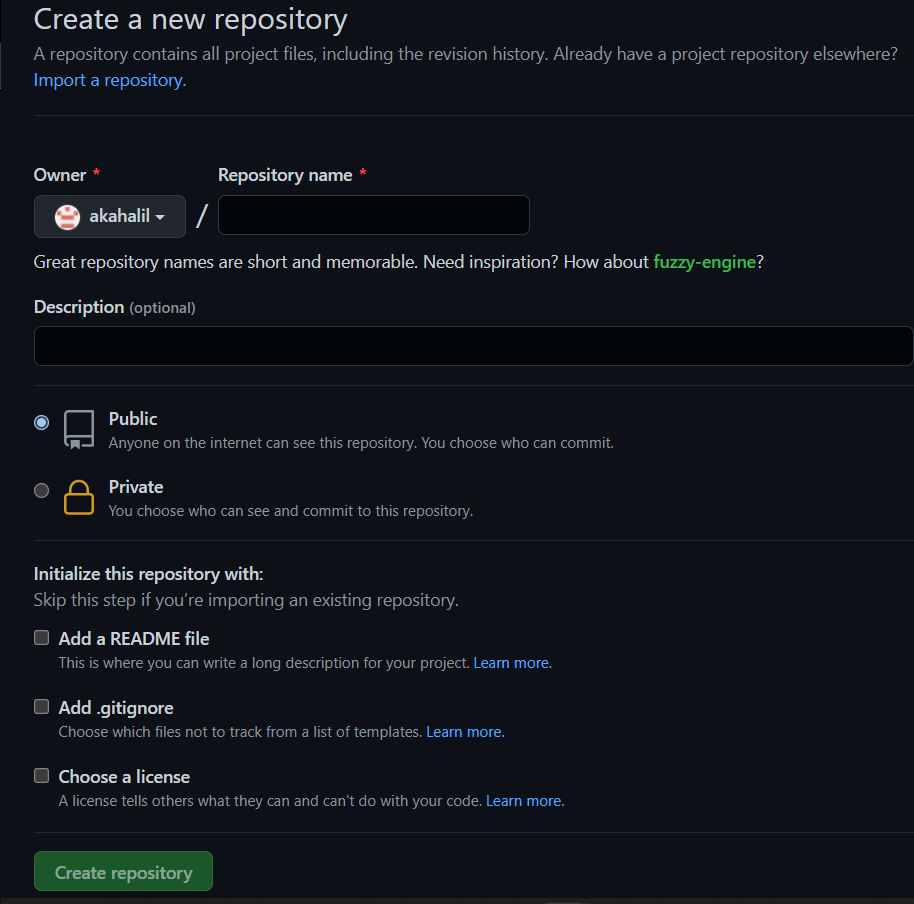 Create a new repository
A repository contains all project files, including the revision history. Already have a project repository elsewhere?
Import a repository.
Owner * Repository name *
akahalil /
Great repository names are short and memorable. Need inspiration? How about fuzzy-engine?
Description (optional)
Public
Anyone on the internet can see this repository. You choose who can commit.
Private
You choose who can see and commit to this repository.
Initialize this repository with:
Skip this step if you’re importing an existing repository.
Add a README file
This is where you can write a long description for your project. Learn more.
Add .gitignore
Choose which files not to track from a list of templates. Learn more.
Choose a license
A license tells others what they can and can't do with your code. Learn more.
Create repository